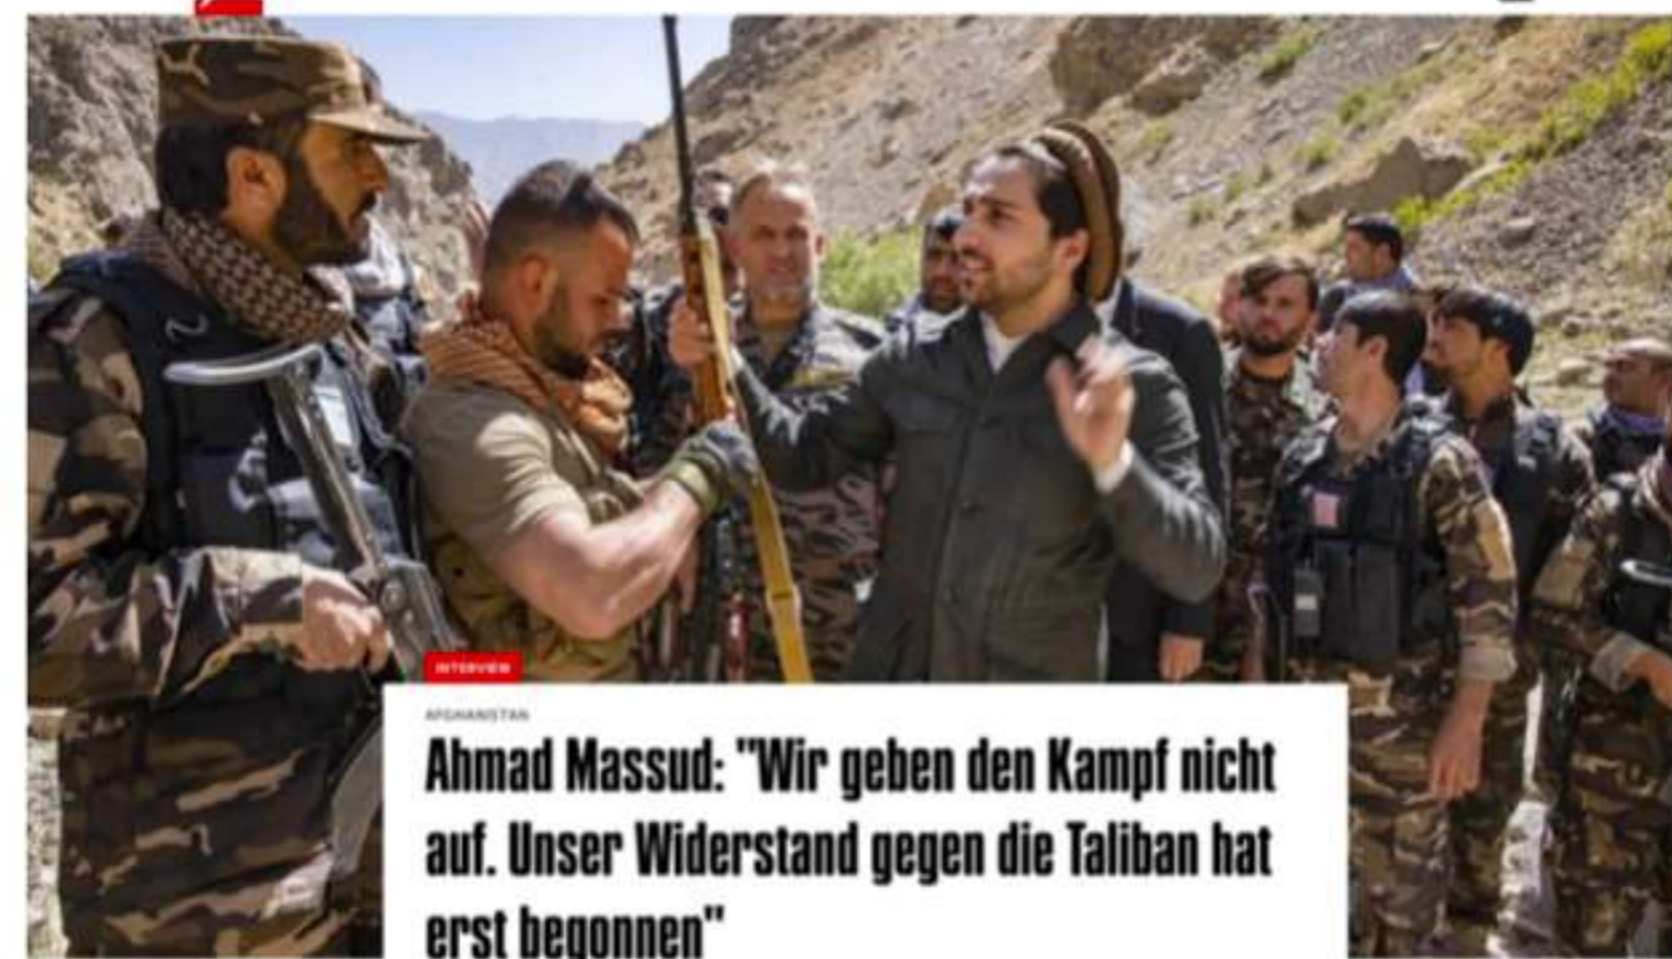 INTERVIEW
AFGHANISTAN
Ahmad Massud: "Wir geben den Kampf nicht
auf. Unser Widerstand gegen die Taliban hat
erst begonnen"